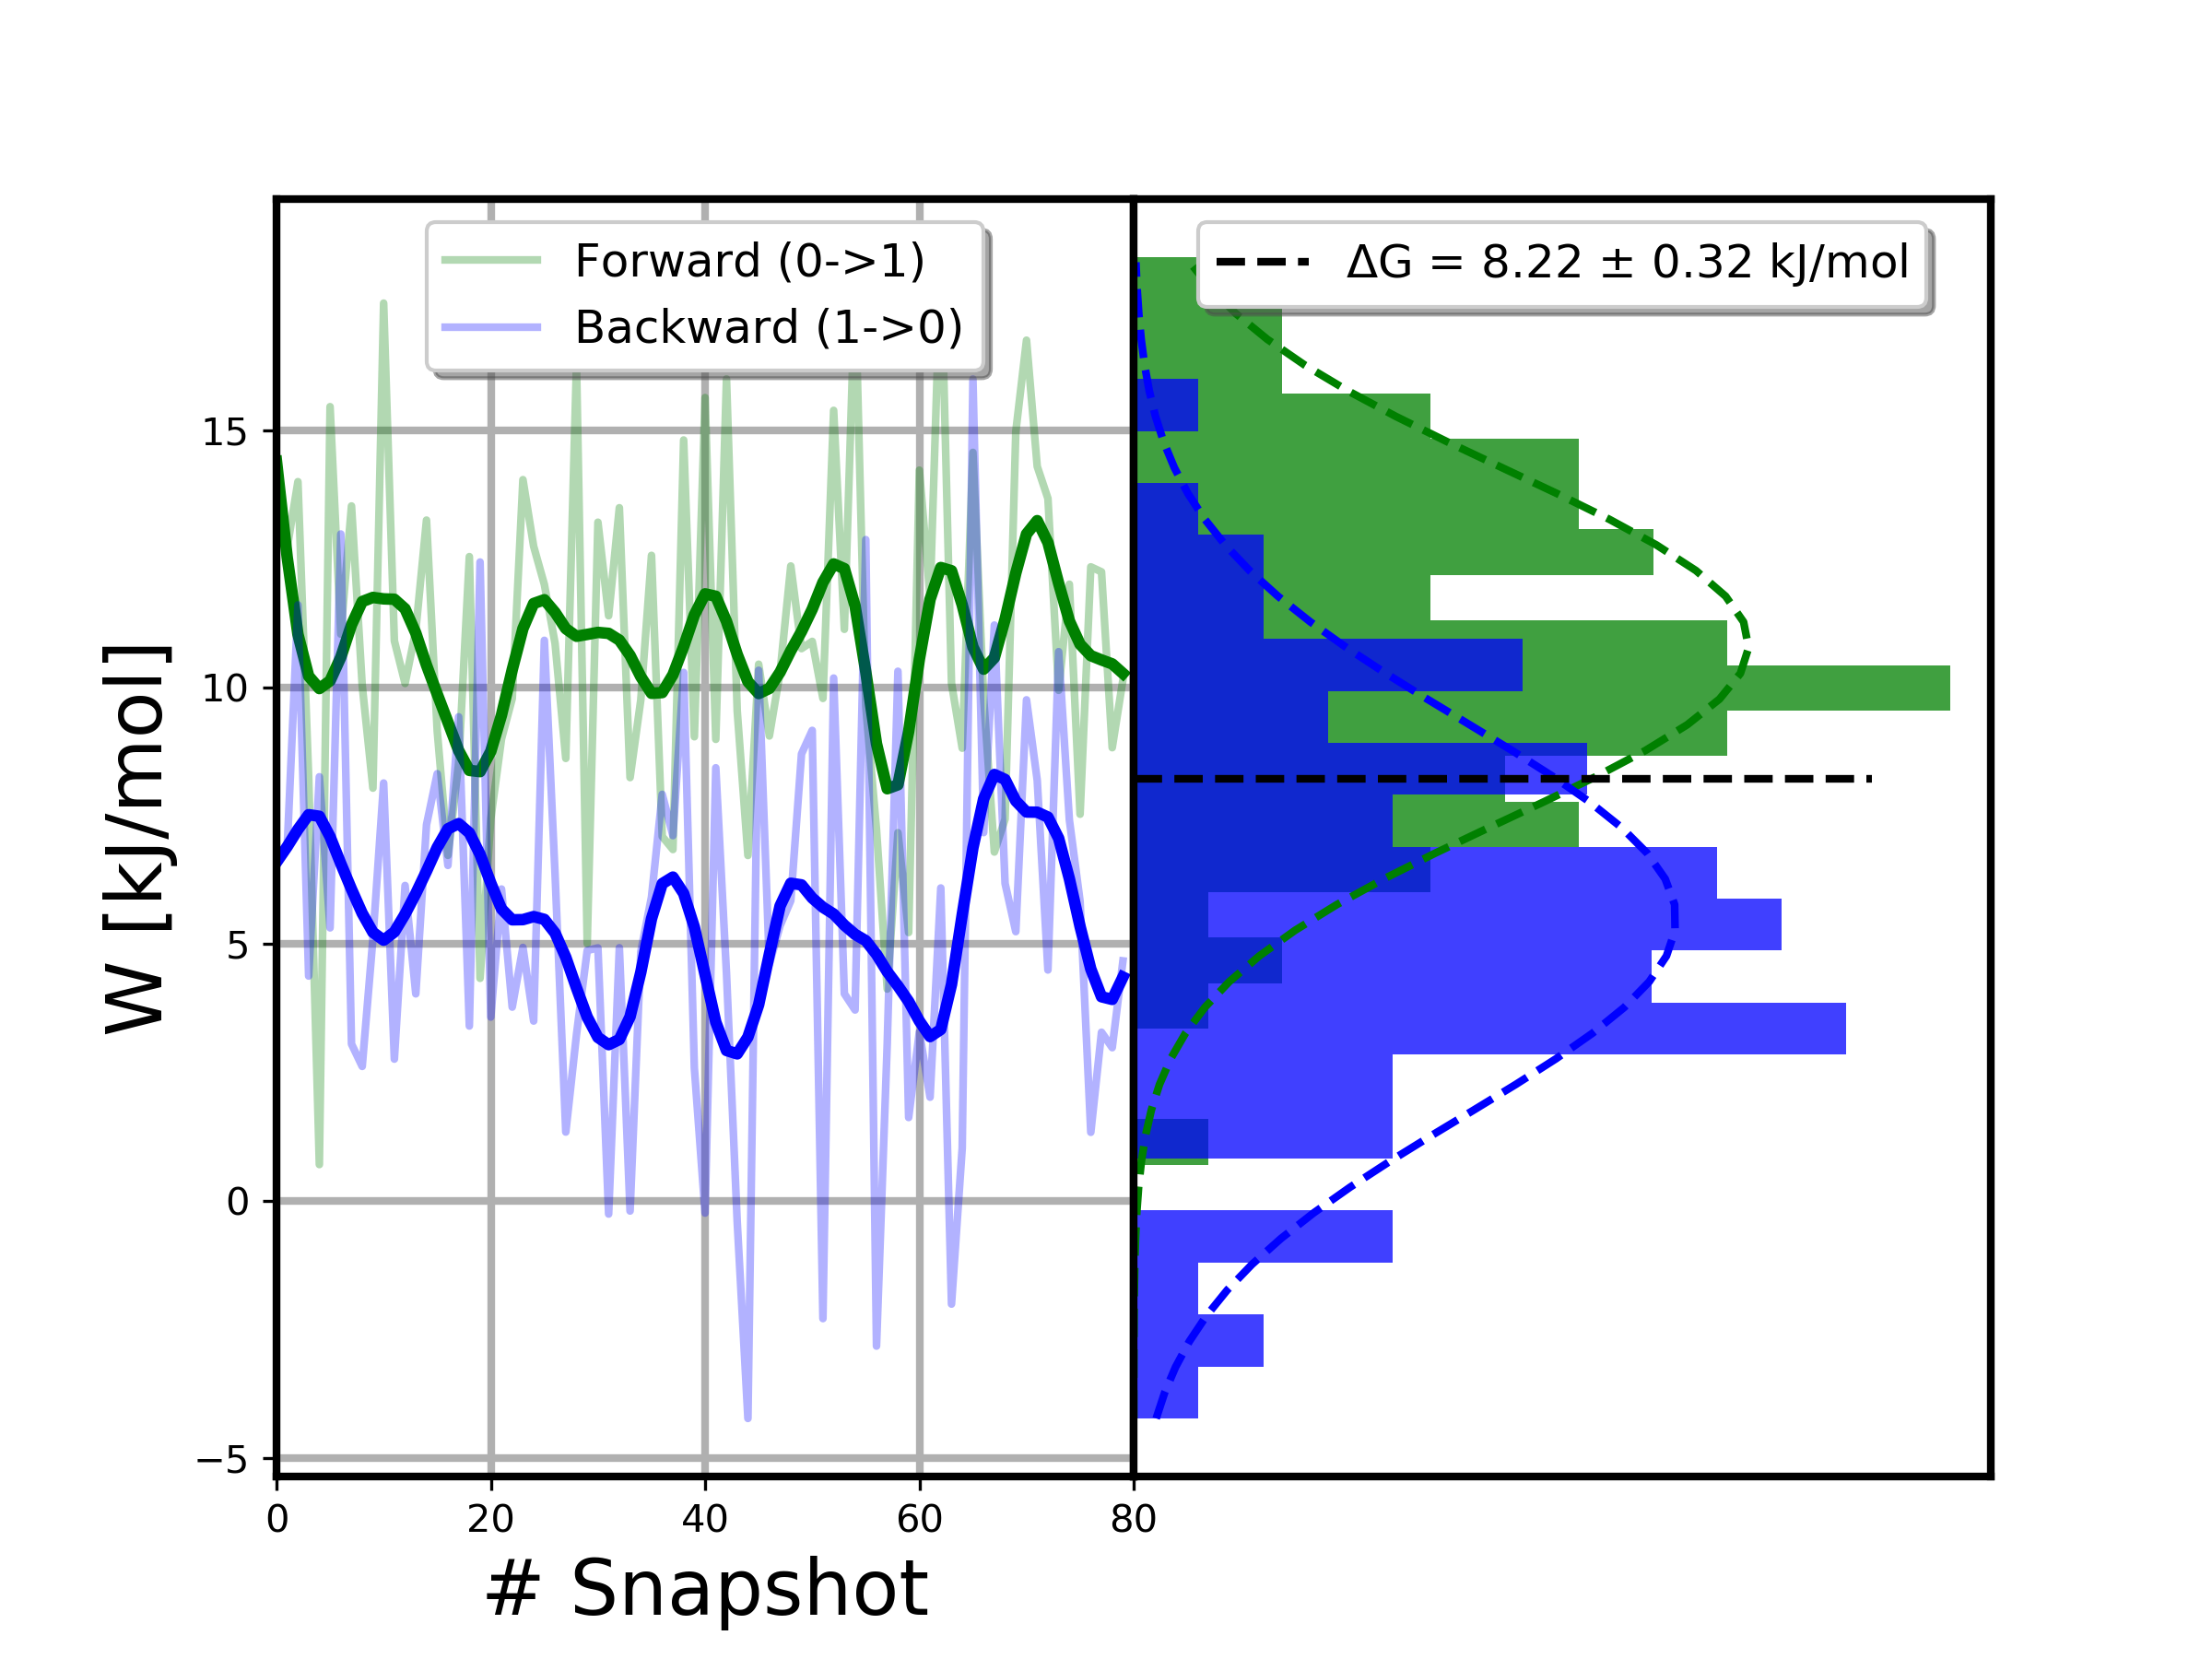 Forward (0->1)
Backward (1->0)
ΔG = 8.22 ± 0.32 kJ/mol
W [kJ/mol]
15
10
5
0
−5
0 20 40 60 80
# Snapshot